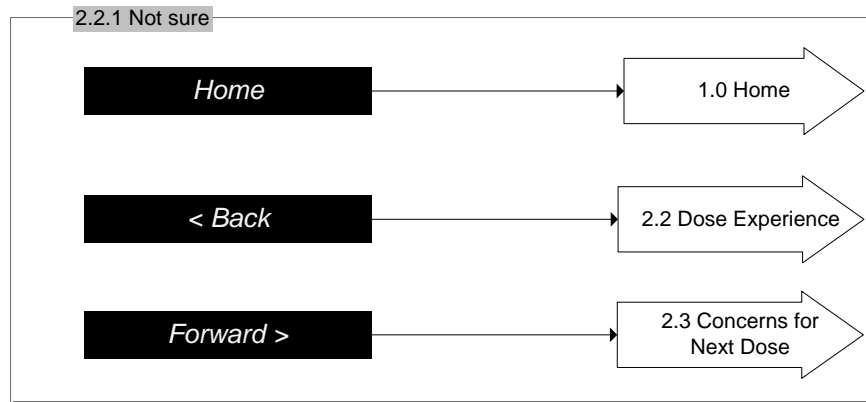 2.2.1 Not sure
Home
1.0 Home
< Back
2.2 Dose Experience
Forward >
2.3 Concerns for
Next Dose